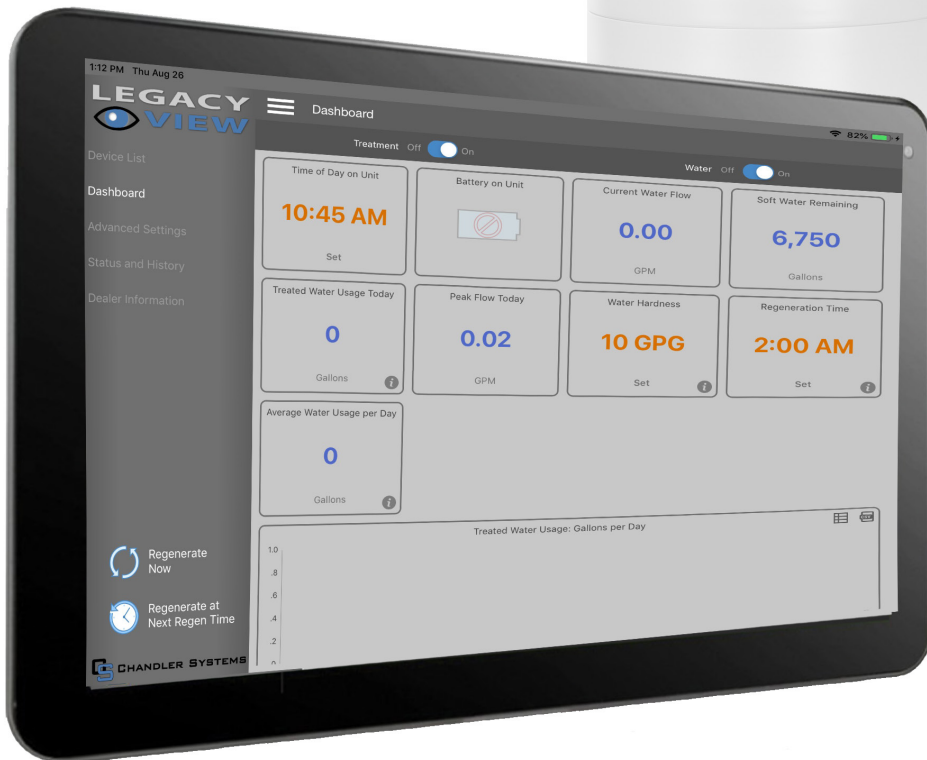 1:12 PM Thu Aug 26
82%
LEGACY
VIEW
Dashboard
Treatment Off On
Water Off On
Device List
Dashboard
Advanced Settings
Status and History
Dealer Information
Time of Day on Unit
10:45 AM
Set
Battery on Unit
Current Water Flow
0.00
GPM
Soft Water Remaining
6,750
Gallons
Treated Water Usage Today
0
Gallons
i
Peak Flow Today
0.02
GPM
Water Hardness
10 GPG
Set
i
Regeneration Time
2:00 AM
Set
i
Average Water Usage per Day
0
Gallons
i
Treated Water Usage: Gallons per Day
1.0
.8
.6
.4
.2
Regenerate
Now
Regenerate at
Next Regen Time
CS CHANDLER SYSTEMS